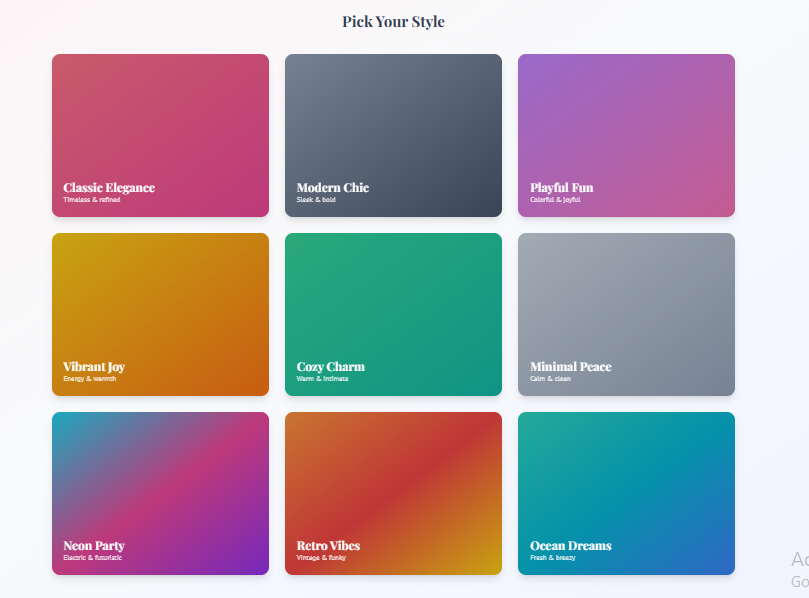 Pick Your Style
Classic Elegance
Timeless & refined
Modern Chic
Sleek & bold
Playful Fun
Colorful & joyful
Vibrant Joy
Energy & warmth
Cozy Charm
Warm & intimate
Minimal Peace
Calm & clean
Neon Party
Electric & futuristic
Retro Vibes
Vintage & funky
Ocean Dreams
Fresh & breezy